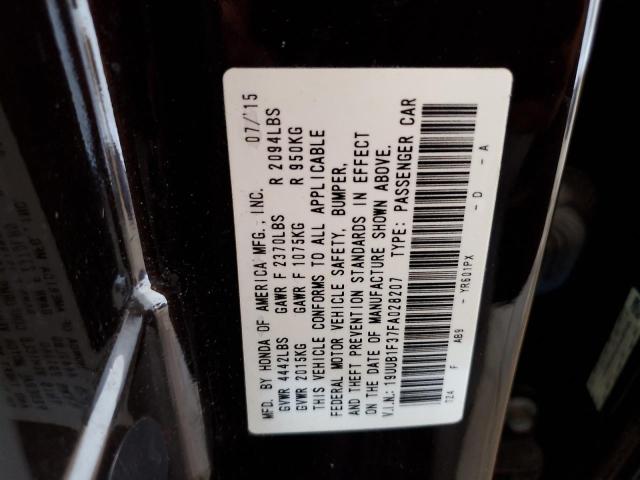 MFD. BY HONDA OF AMERICA MFG., INC. 07/15
GVWR 4442LBS GAWR F 2370LBS R 2094LBS
GVWR 2015KG GAWR F 1075KG R 950KG
THIS VEHICLE CONFORMS TO ALL APPLICABLE
FEDERAL MOTOR VEHICLE SAFETY, BUMPER,
AND THEFT PREVENTION STANDARDS IN EFFECT
ON THE DATE OF MANUFACTURE SHOWN ABOVE.
V.I.N.: 19UUB1F37FA028207 TYPE: PASSENGER CAR
TZ4 F AB9 - YR601PX - D - A